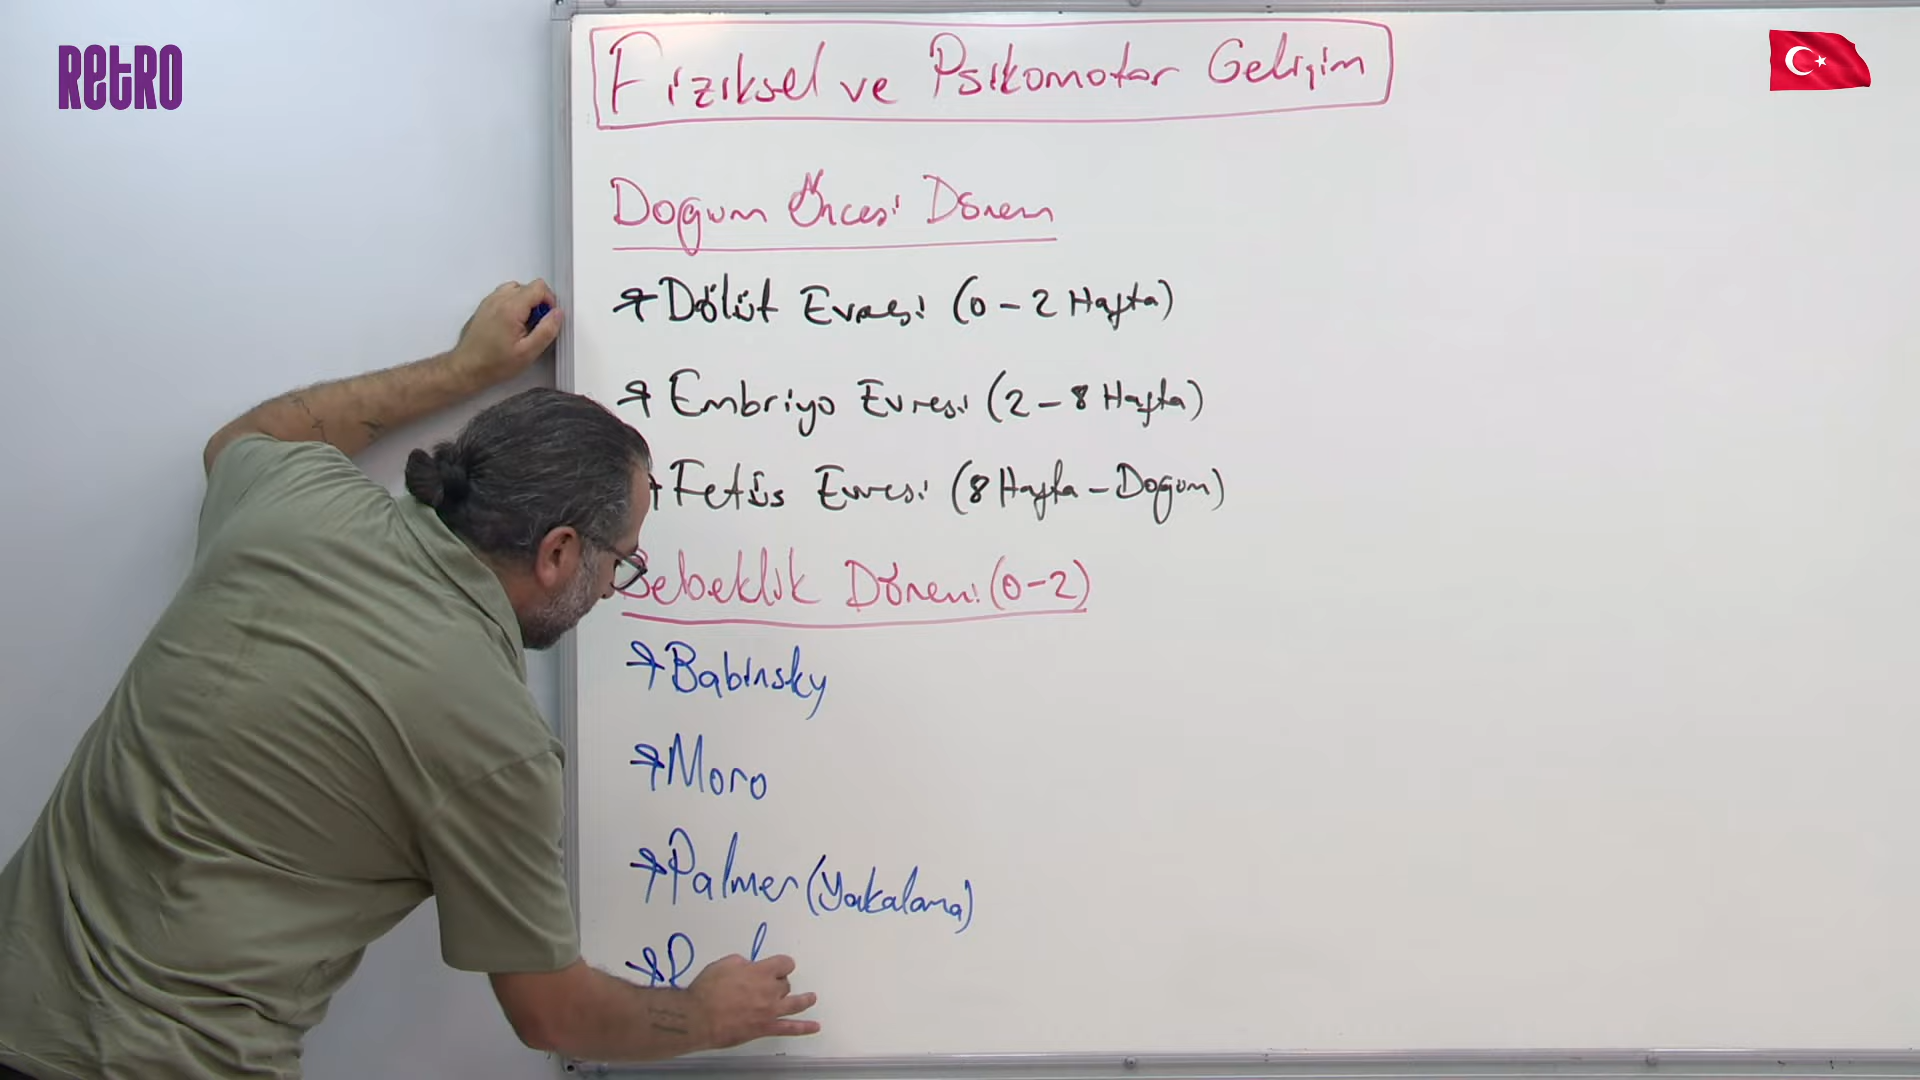 RETRO
Fiziksel ve Psikomotor Gelişim
Doğum Öncesi Dönem
Dölüt Evresi (0-2 Hafta)
Embriyo Evresi (2-8 Hafta)
Fetüs Evresi (8 Hafta-Doğum)
Bebeklik Dönemi (0-2)
Babinsky
Moro
Palmer (Yakalama)